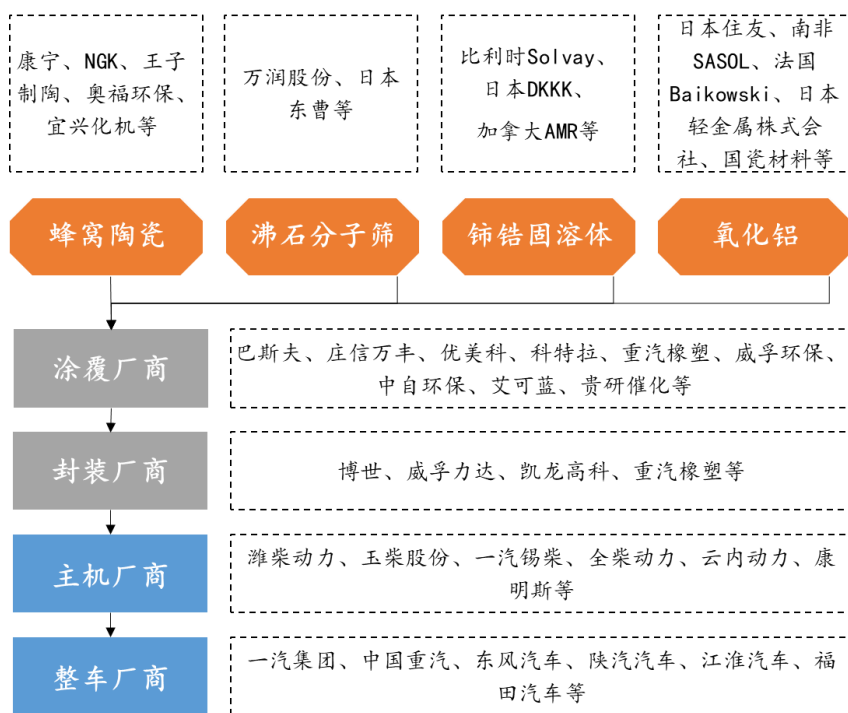 康宁、NGK、王子
制陶、奥福环保、
宜兴化机等
万润股份、日本
东曹等
比利时Solvay、
日本DKKK、
加拿大AMR等
日本住友、南非
SASOL、法国
Baikowski、日本
轻金属株式会
社、国瓷材料等
蜂窝陶瓷
沸石分子筛
铈锆固溶体
氧化铝
涂覆厂商
巴斯夫、庄信万丰、优美科、科特拉、重汽橡塑、威孚环保、
中自环保、艾可蓝、贵研催化等
封装厂商
博世、威孚力达、凯龙高科、重汽橡塑等
主机厂商
潍柴动力、玉柴股份、一汽锡柴、全柴动力、云内动力、康
明斯等
整车厂商
一汽集团、中国重汽、东风汽车、陕汽汽车、江淮汽车、福
田汽车等